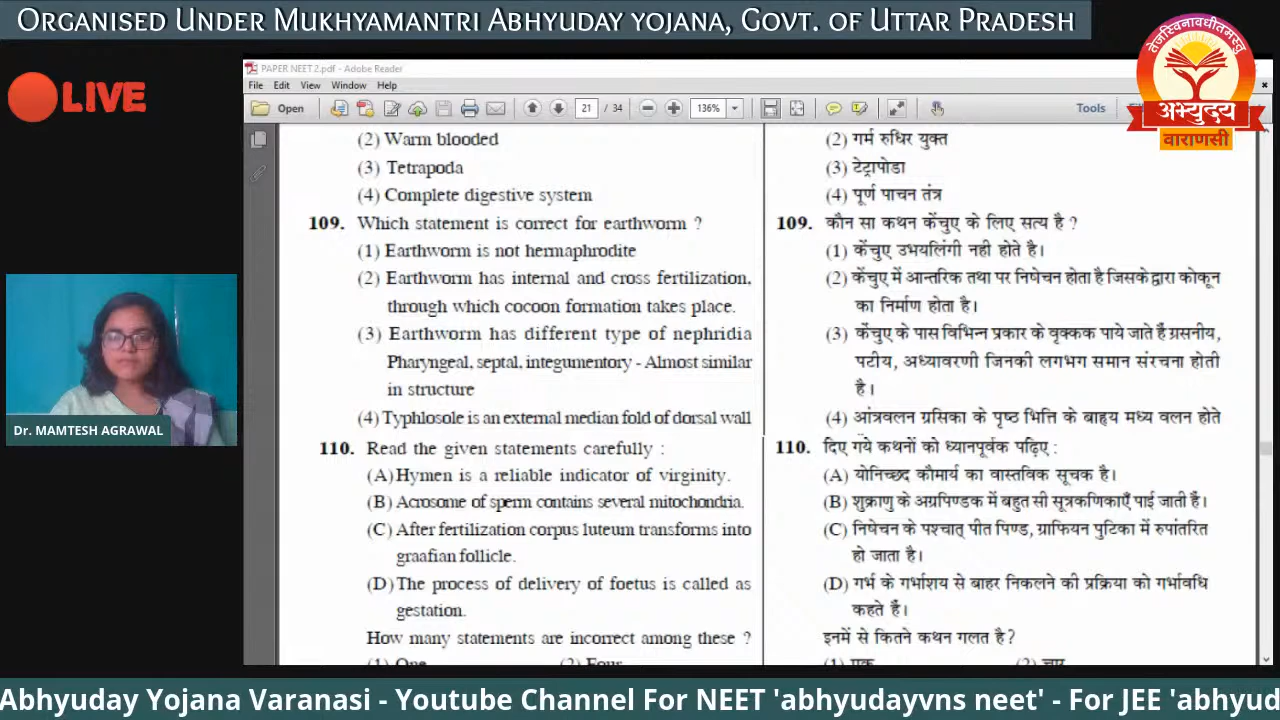 ORGANISED UNDER MUKHYAMANTRI ABHYUDAY YOJANA, GOVT. OF UTTAR PRADESH
LIVE
तेजस्विनावधीतमस्तु
अभ्युदय
वाराणसी
PAPER NEET 2.pdf - Adobe Reader
File Edit View Window Help
Open 21 / 34 136% Tools
(2) Warm blooded
(3) Tetrapoda
(4) Complete digestive system
109. Which statement is correct for earthworm ?
(1) Earthworm is not hermaphrodite
(2) Earthworm has internal and cross fertilization,
through which cocoon formation takes place.
(3) Earthworm has different type of nephridia
Pharyngeal, septal, integumentory - Almost similar
in structure
(4) Typhlosole is an external median fold of dorsal wall
110. Read the given statements carefully :
(A) Hymen is a reliable indicator of virginity.
(B) Acrosome of sperm contains several mitochondria.
(C) After fertilization corpus luteum transforms into
graafian follicle.
(D) The process of delivery of foetus is called as
gestation.
How many statements are incorrect among these ?
(1) One (2) Four
(2) गर्म रुधिर युक्त
(3) टेट्रापोडा
(4) पूर्ण पाचन तंत्र
109. कौन सा कथन केंचुए के लिए सत्य है ?
(1) केंचुए उभयलिंगी नही होते है।
(2) केंचुए में आन्तरिक तथा पर निषेचन होता है जिसके द्वारा कोकून
का निर्माण होता है।
(3) केंचुए के पास विभिन्न प्रकार के वृक्कक पाये जाते हैं ग्रसनीय,
पटीय, अध्यावरणी जिनकी लगभग समान संरचना होती
है।
(4) आंत्रवलन ग्रसिका के पृष्ठ भित्ति के बाह्य मध्य वलन होते
110. दिए गये कथनों को ध्यानपूर्वक पढ़िए :
(A) योनिच्छद कौमार्य का वास्तविक सूचक है।
(B) शुक्राणु के अग्रपिण्डक में बहुत सी सूत्रकणिकाएँ पाई जाती है।
(C) निषेचन के पश्चात् पीत पिण्ड, ग्राफियन पुटिका में रुपांतरित
हो जाता है।
(D) गर्भ के गर्भाशय से बाहर निकलने की प्रक्रिया को गर्भावधि
कहते हैं।
इनमें से कितने कथन गलत है?
(1) एक (2) चार
Dr. MAMTESH AGRAWAL
Abhyuday Yojana Varanasi - Youtube Channel For NEET 'abhyudayvns neet' - For JEE 'abhyud